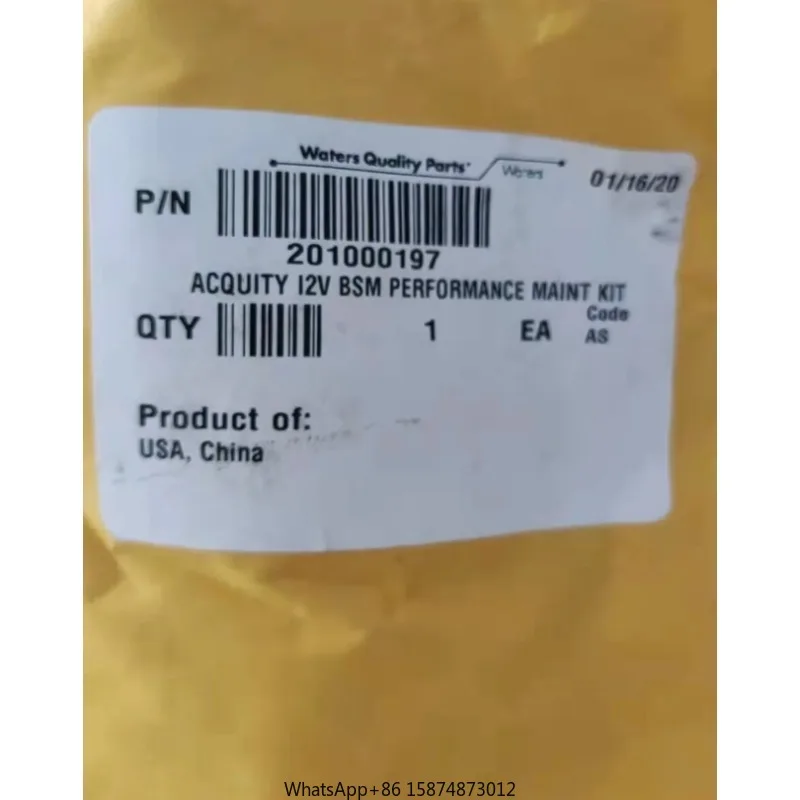 Waters Quality Parts® Waters 01/16/20
P/N
201000197
ACQUITY I2V BSM PERFORMANCE MAINT KIT
QTY 1 EA Code AS
Product of:
USA, China
WhatsApp+86 15874873012